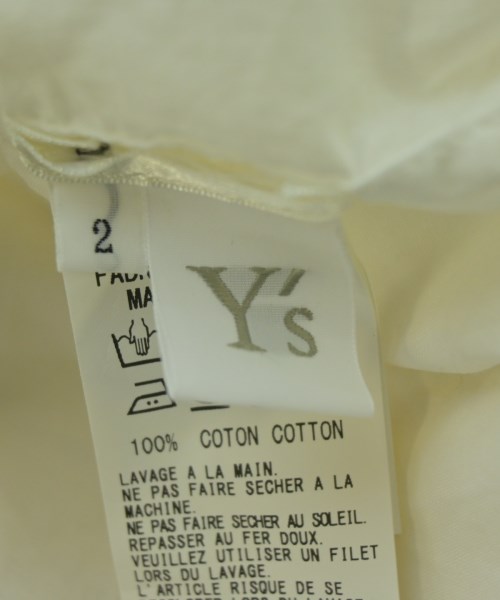 2
Y's
MA
100% COTON COTTON
LAVAGE A LA MAIN.
NE PAS FAIRE SECHER A LA
MACHINE.
NE PAS FAIRE SECHER AU SOLEIL.
REPASSER AU FER DOUX.
VEUILLEZ UTILISER UN FILET
LORS DU LAVAGE.
L'ARTICLE RISQUE DE SE